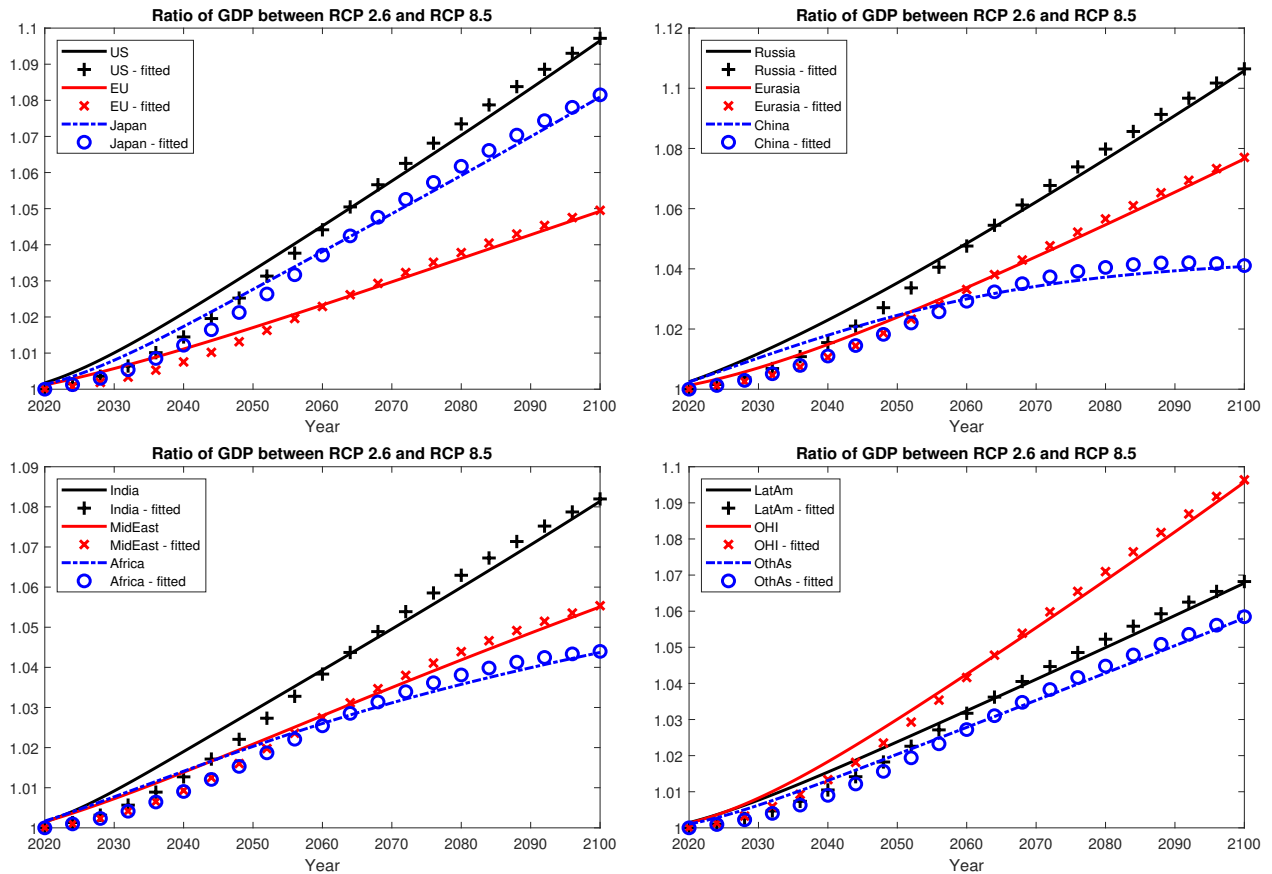 Ratio of GDP between RCP 2.6 and RCP 8.5
1.1
1.09
1.08
1.07
1.06
1.05
1.04
1.03
1.02
1.01
1
US
US - fitted
EU
EU - fitted
Japan
Japan - fitted
2020 2030 2040 2050 2060 2070 2080 2090 2100
Year
Ratio of GDP between RCP 2.6 and RCP 8.5
1.12
1.1
1.08
1.06
1.04
1.02
1
Russia
Russia - fitted
Eurasia
Eurasia - fitted
China
China - fitted
2020 2030 2040 2050 2060 2070 2080 2090 2100
Year
Ratio of GDP between RCP 2.6 and RCP 8.5
1.09
1.08
1.07
1.06
1.05
1.04
1.03
1.02
1.01
1
India
India - fitted
MidEast
MidEast - fitted
Africa
Africa - fitted
2020 2030 2040 2050 2060 2070 2080 2090 2100
Year
Ratio of GDP between RCP 2.6 and RCP 8.5
1.1
1.09
1.08
1.07
1.06
1.05
1.04
1.03
1.02
1.01
1
LatAm
LatAm - fitted
OHI
OHI - fitted
OthAs
OthAs - fitted
2020 2030 2040 2050 2060 2070 2080 2090 2100
Year